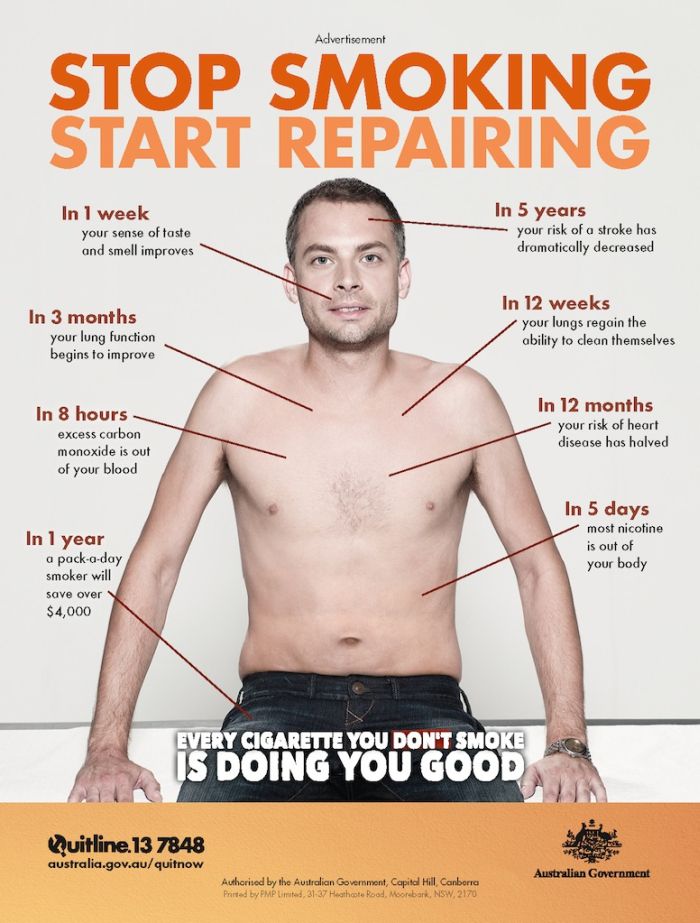 Advertisement
STOP SMOKING
START REPAIRING
In 1 week
your sense of taste
and smell improves
In 5 years
your risk of a stroke has
dramatically decreased
In 3 months
your lung function
begins to improve
In 12 weeks
your lungs regain the
ability to clean themselves
In 8 hours
excess carbon
monoxide is out
of your blood
In 12 months
your risk of heart
disease has halved
In 1 year
a pack-a-day
smoker will
save over
$4,000
In 5 days
most nicotine
is out of
your body
EVERY CIGARETTE YOU DON'T SMOKE
IS DOING YOU GOOD
Quitline.13 7848
australia.gov.au/quitnow
Australian Government
Authorised by the Australian Government, Capital Hill, Canberra
Printed by PMP Limited, 31-37 Heathcote Road, Moorebank, NSW, 2170